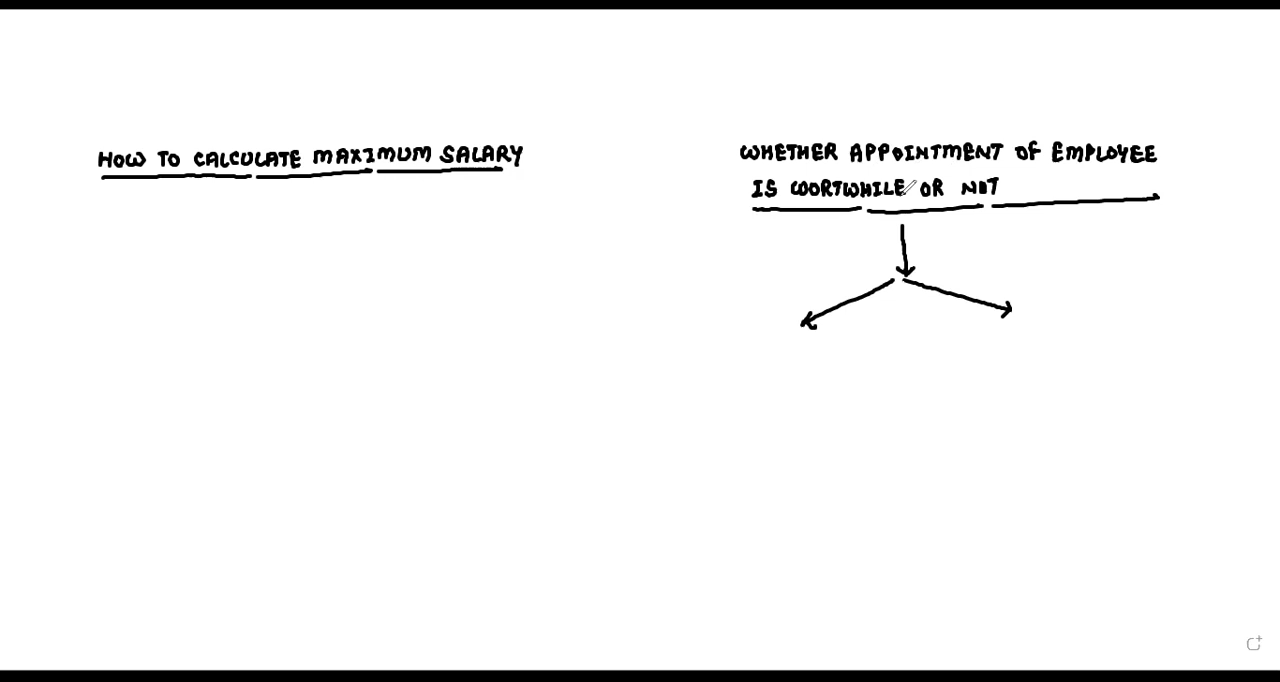 HOW TO CALCULATE MAXIMUM SALARY
WHETHER APPOINTMENT OF EMPLOYEE
IS WORTWHILE OR NOT